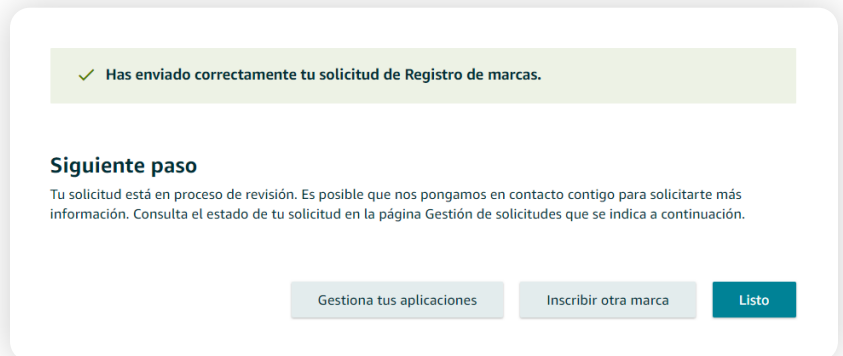 Has enviado correctamente tu solicitud de Registro de marcas.
Siguiente paso
Tu solicitud está en proceso de revisión. Es posible que nos pongamos en contacto contigo para solicitarte más
información. Consulta el estado de tu solicitud en la página Gestión de solicitudes que se indica a continuación.
Gestiona tus aplicaciones Inscribir otra marca Listo